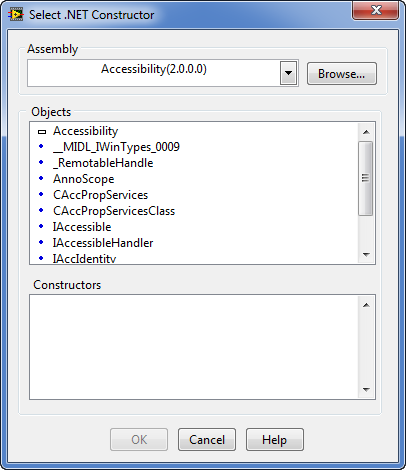 Select .NET Constructor
Assembly
Accessibility(2.0.0.0)
Browse...
Objects
Accessibility
__MIDL_IWinTypes_0009
_RemotableHandle
AnnoScope
CAccPropServices
CAccPropServicesClass
IAccessible
IAccessibleHandler
IAccIdentity
Constructors
OK
Cancel
Help